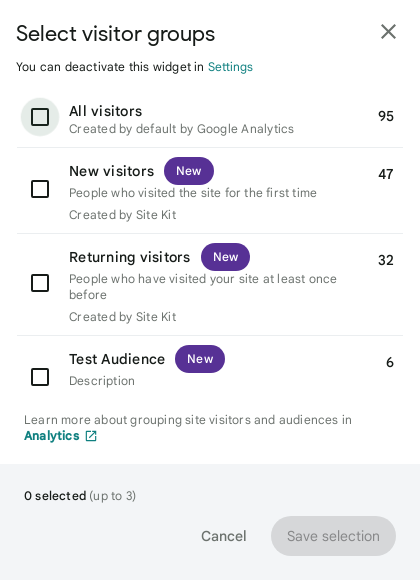 Select visitor groups
You can deactivate this widget in Settings
All visitors
95
Created by default by Google Analytics
New visitors New
47
People who visited the site for the first time
Created by Site Kit
Returning visitors New
32
People who have visited your site at least once
before
Created by Site Kit
Test Audience New
6
Description
Learn more about grouping site visitors and audiences in
Analytics
0 selected (up to 3)
Cancel Save selection